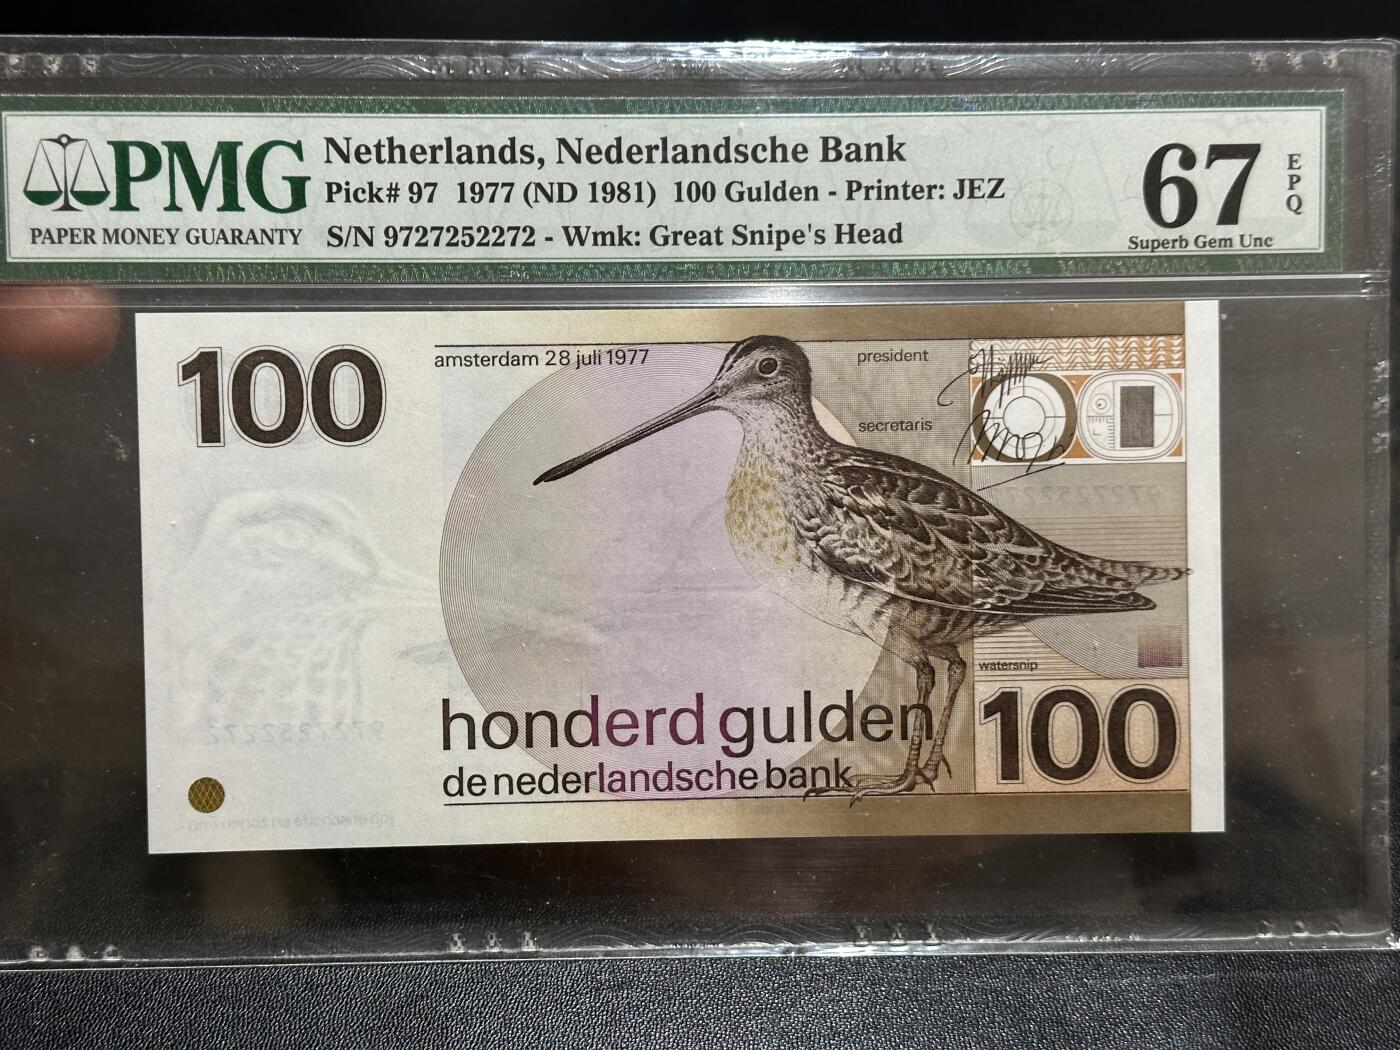 PMG
PAPER MONEY GUARANTY
Netherlands, Nederlandsche Bank
Pick# 97 1977 (ND 1981) 100 Gulden - Printer: JEZ
S/N 9727252272 - Wmk: Great Snipe's Head
67
EPQ
Superb Gem Unc
100
amsterdam 28 juli 1977
president
secretaris
watersnip
honderd gulden
de nederlandsche bank
100
9727252272